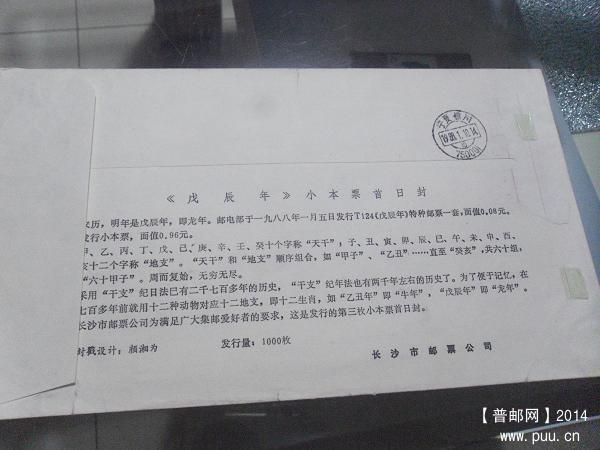 宁夏银川
750001
《戊辰年》小本票首日封
农历，明年是戊辰年，即龙年。邮电部于一九八八年一月五日发行T124《戊辰年》特种邮票一套，面值0.08元。
发行小本票，面值0.96元。
甲、乙、丙、丁、戊、己、庚、辛、壬、癸十个字称“天干”；子、丑、寅、卯、辰、巳、午、未、申、酉、
亥十二个字称“地支”。“天干”和“地支”顺序组合，如“甲子”、“乙丑”……直至“癸亥”，共六十组，
“六十甲子”。周而复始，无穷无尽。
采用“干支”纪日法已有二千七百多年的历史，“干支”纪年法也有两千年左右的历史了。为了便于记忆，在
七百多年前就用十二种动物对应十二地支，即十二生肖，如“乙丑年”即“牛年”，“戊辰年”即“龙年”。
长沙市邮票公司为满足广大集邮爱好者的要求，这是发行的第三枚小本票首日封。
封戳设计：颜湘为 发行量：1000枚 长沙市邮票公司
【普邮网】2014
www.puu.cn